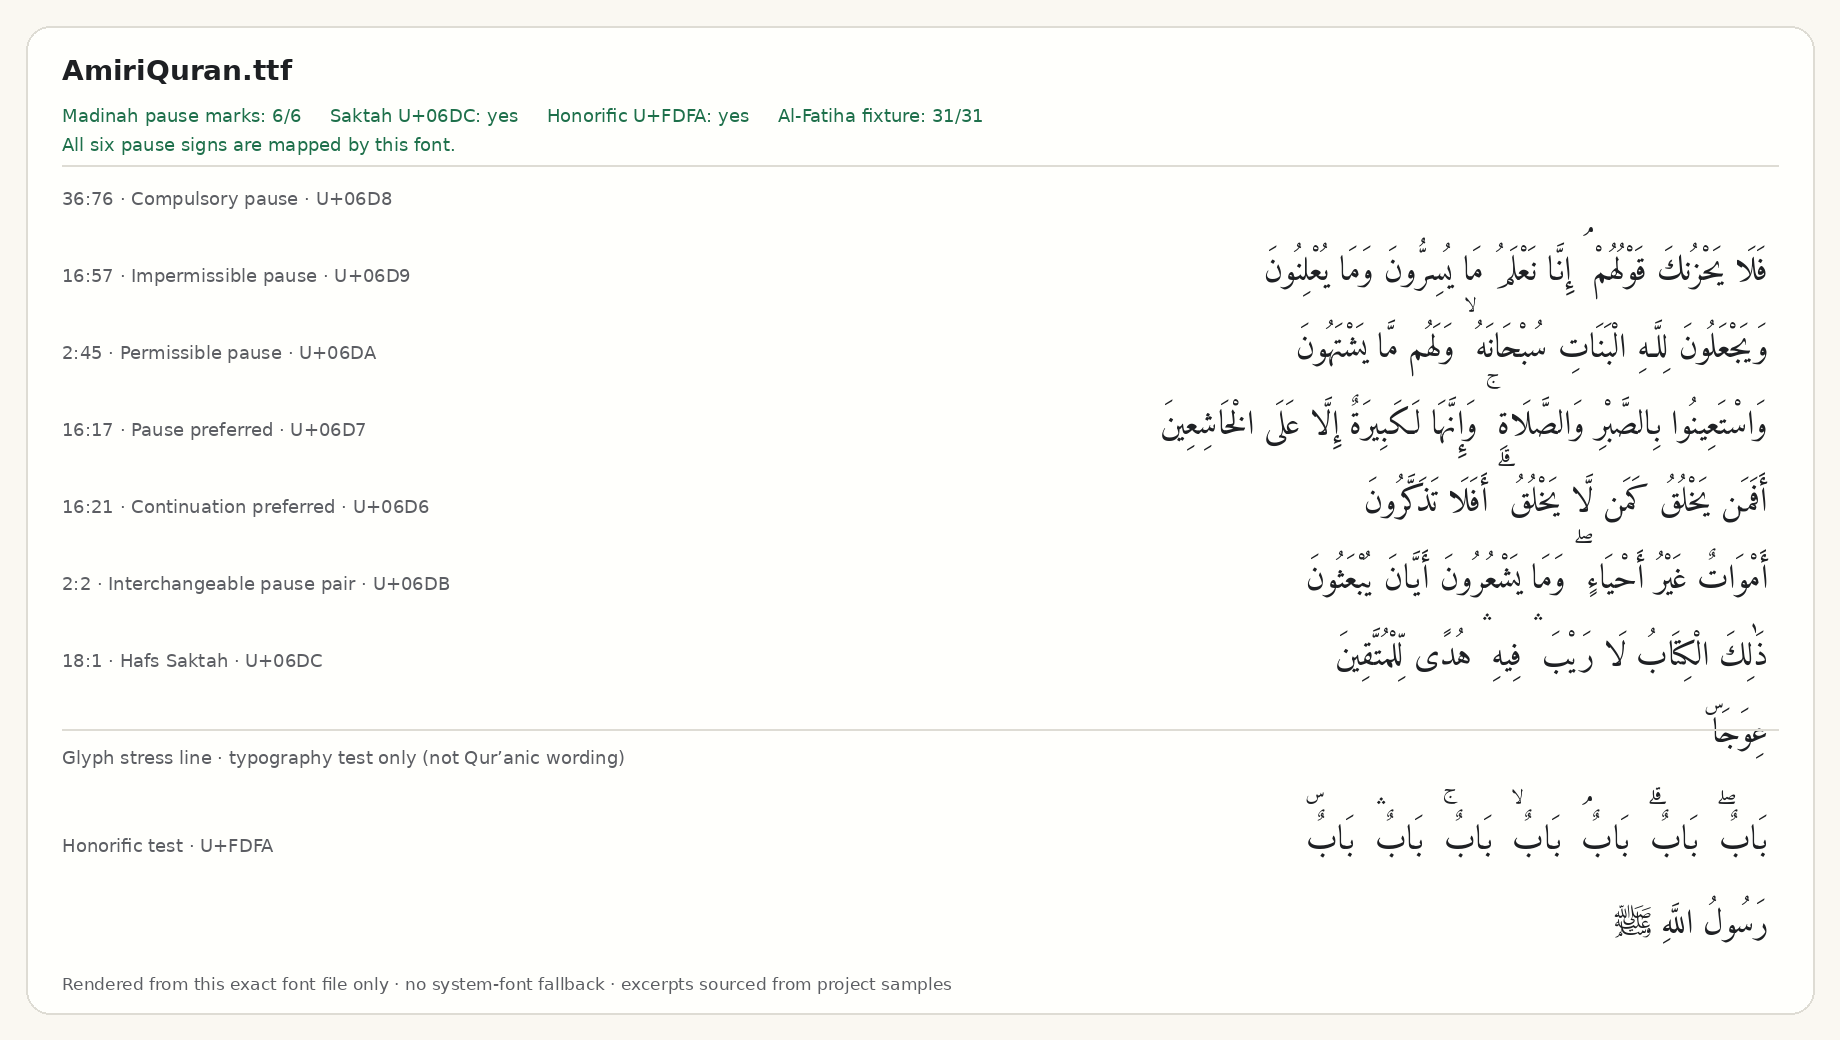 AmiriQuran.ttf
Madinah pause marks: 6/6 Saktah U+06DC: yes Honorific U+FDFA: yes Al-Fatiha fixture: 31/31
All six pause signs are mapped by this font.
36:76 · Compulsory pause · U+06D8
فَلَا يَحْزُنكَ قَوْلُهُمْ ۘ إِنَّا نَعْلَمُ مَا يُسِرُّونَ وَمَا يُعْلِنُونَ
16:57 · Impermissible pause · U+06D9
وَيَجْعَلُونَ لِلَّـهِ الْبَنَاتِ سُبْحَانَهُ ۙ وَلَهُم مَّا يَشْتَهُونَ
2:45 · Permissible pause · U+06DA
وَاسْتَعِينُوا بِالصَّبْرِ وَالصَّلَاةِ ۚ وَإِنَّهَا لَكَبِيرَةٌ إِلَّا عَلَى الْخَاشِعِينَ
16:17 · Pause preferred · U+06D7
أَفَمَن يَخْلُقُ كَمَن لَّا يَخْلُقُ ۗ أَفَلَا تَذَكَّرُونَ
16:21 · Continuation preferred · U+06D6
أَمْوَاتٌ غَيْرُ أَحْيَاءٍ ۖ وَمَا يَشْعُرُونَ أَيَّانَ يُبْعَثُونَ
2:2 · Interchangeable pause pair · U+06DB
ذَٰلِكَ الْكِتَابُ لَا رَيْبَ ۛ فِيهِ ۛ هُدًى لِّلْمُتَّقِينَ
18:1 · Hafs Saktah · U+06DC
عِوَجَاۜ
Glyph stress line · typography test only (not Qur’anic wording)
بَابٌۖ بَابٌۗ بَابٌۘ بَابٌۙ بَابٌۚ بَابٌۛ بَابٌۜ
Honorific test · U+FDFA
رَسُولُ اللَّهِ ﷺ
Rendered from this exact font file only · no system-font fallback · excerpts sourced from project samples